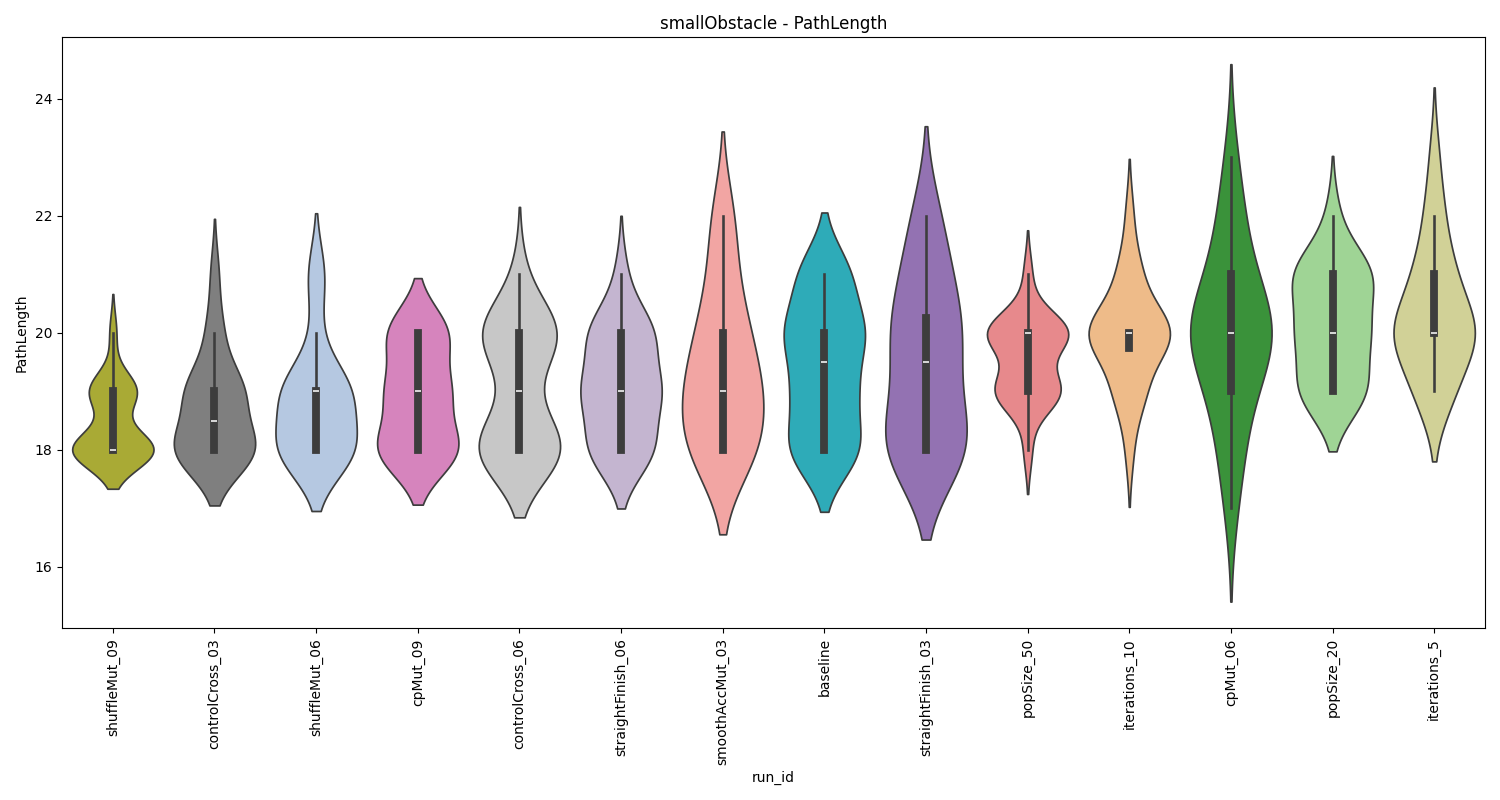 smallObstacle - PathLength
PathLength
24
22
20
18
16
shuffleMut_09
controlCross_03
shuffleMut_06
cpMut_09
controlCross_06
straightFinish_06
smoothAccMut_03
baseline
straightFinish_03
popSize_50
iterations_10
cpMut_06
popSize_20
iterations_5
run_id